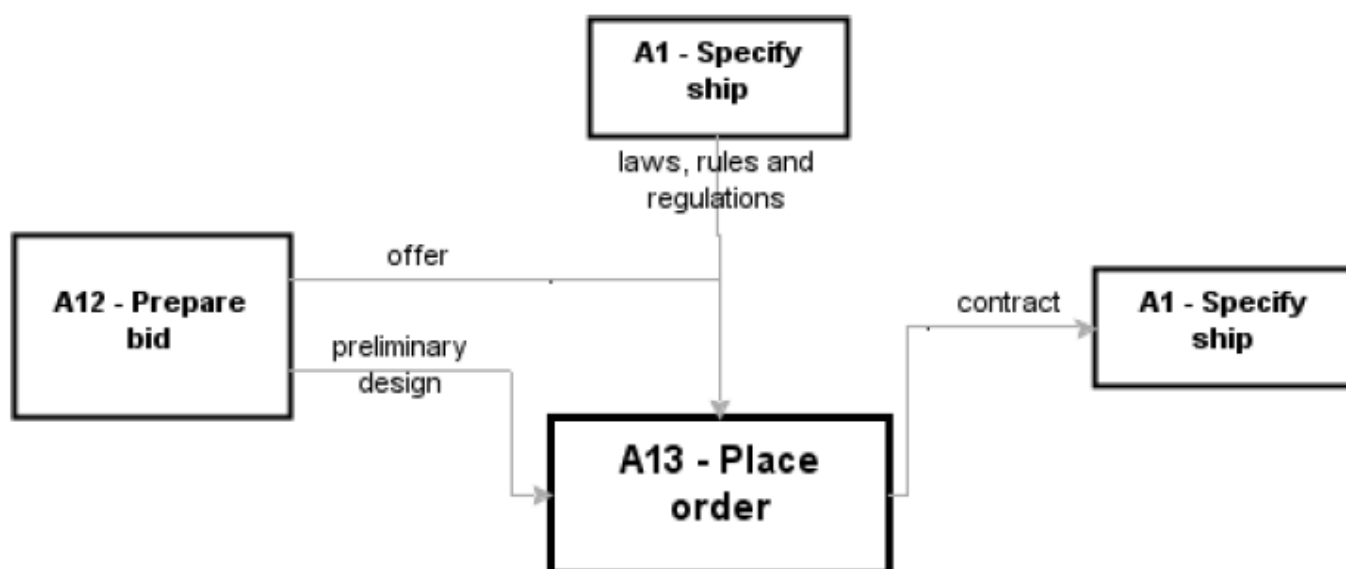 A1 - Specify
ship
laws, rules and
regulations
offer
A12 - Prepare
bid
preliminary
design
contract
A1 - Specify
ship
A13 - Place
order